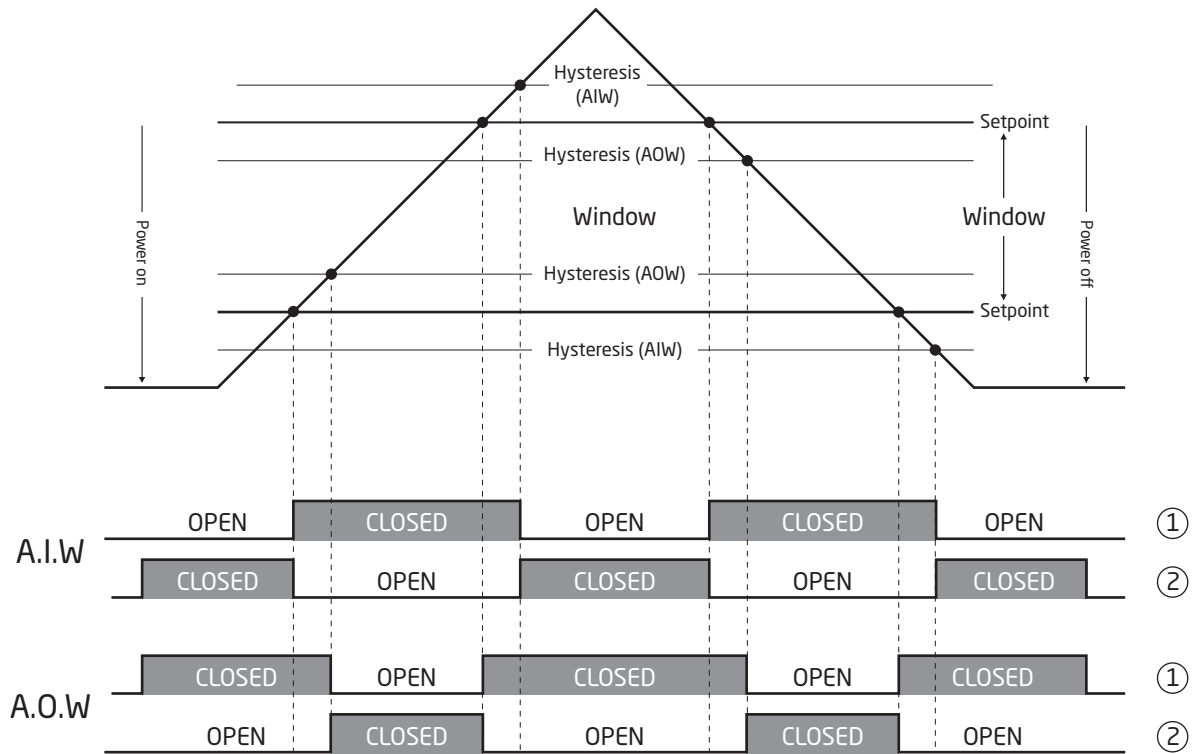 Hysteresis
(AIW)
Setpoint
Hysteresis (AOW)
Power on
Window
Window
Power off
Hysteresis (AOW)
Setpoint
Hysteresis (AIW)
A.I.W
OPEN CLOSED OPEN CLOSED OPEN ①
CLOSED OPEN CLOSED OPEN CLOSED ②
A.O.W
CLOSED OPEN CLOSED OPEN CLOSED ①
OPEN CLOSED OPEN CLOSED OPEN ②